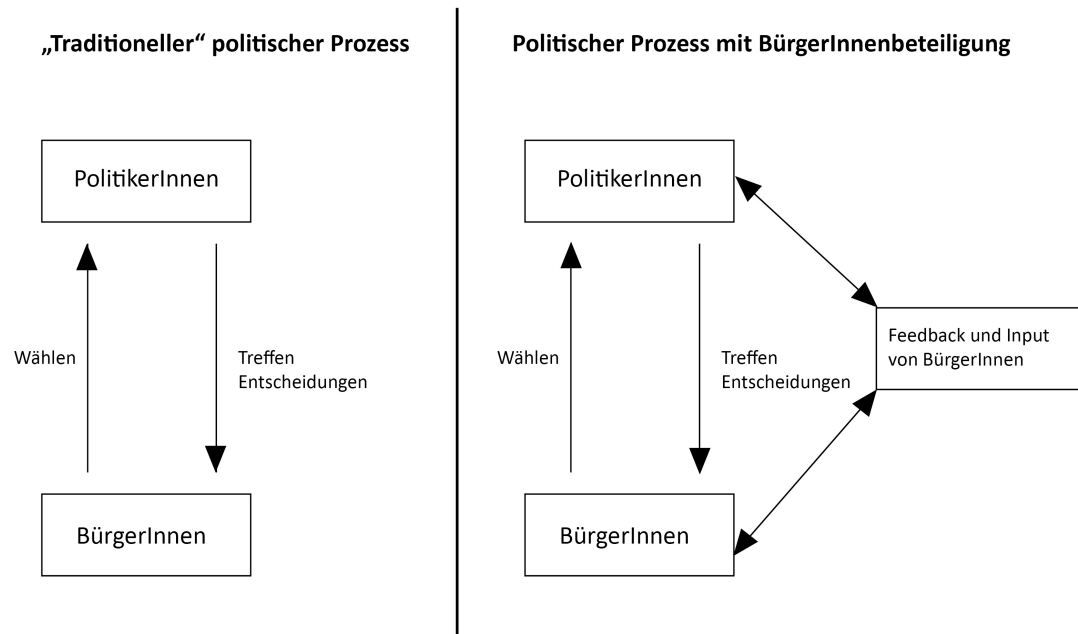 „Traditioneller“ politischer Prozess
PolitikerInnen
Wählen
Treffen
Entscheidungen
BürgerInnen
Politischer Prozess mit BürgerInnenbeteiligung
PolitikerInnen
Wählen
Treffen
Entscheidungen
Feedback und Input
von BürgerInnen
BürgerInnen